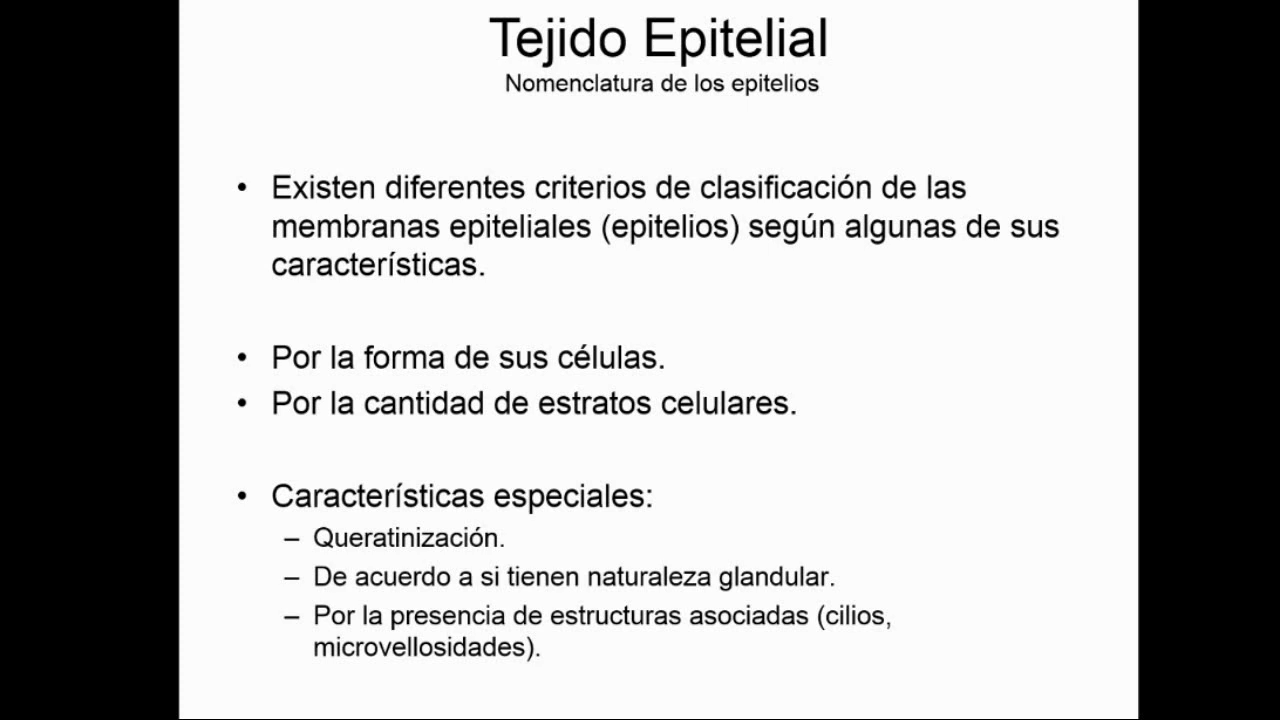 Tejido Epitelial
Nomenclatura de los epitelios
• Existen diferentes criterios de clasificación de las
membranas epiteliales (epitelios) según algunas de sus
características.
• Por la forma de sus células.
• Por la cantidad de estratos celulares.
• Características especiales:
– Queratinización.
– De acuerdo a si tienen naturaleza glandular.
– Por la presencia de estructuras asociadas (cilios,
microvellosidades).